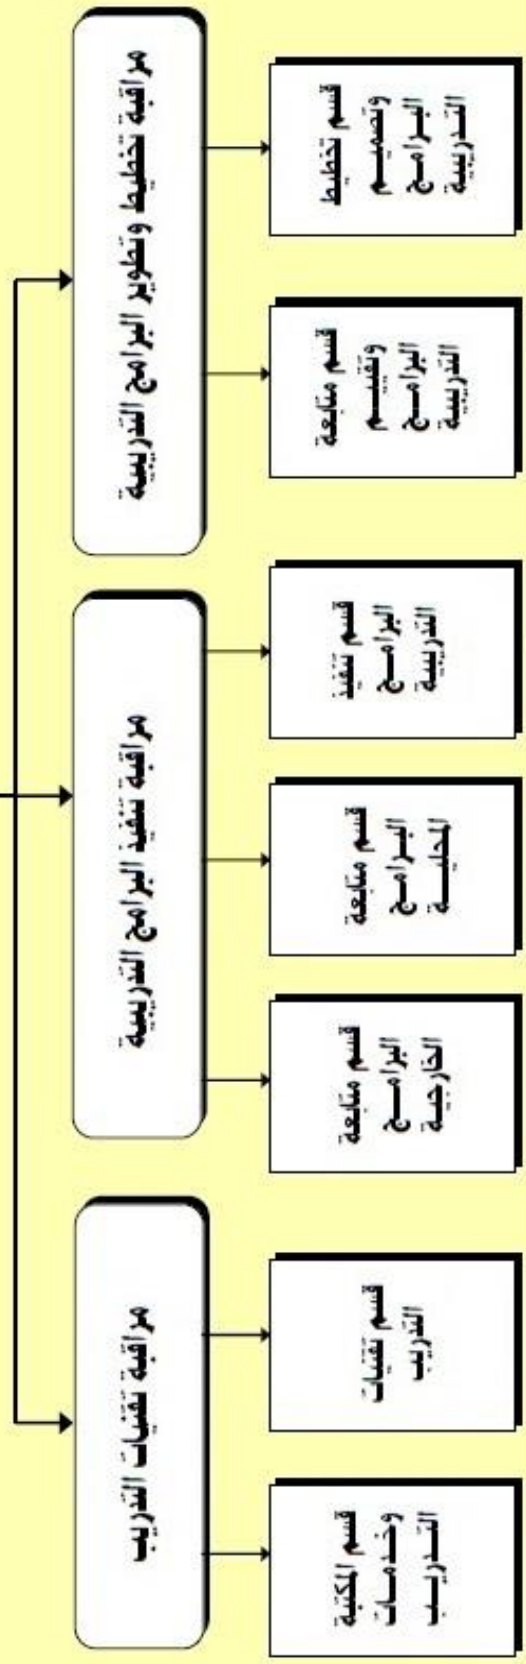 مراقبة تخطيط وتطوير البرامج التدريبية
قسم تخطيط
وتصميم
البرامج
التدريبية
قسم متابعة
وتقييم
البرامج
التدريبية
مراقبة تنفيذ البرامج التدريبية
قسم تنفيذ
البرامج
التدريبية
قسم متابعة
البرامج
المحلية
قسم متابعة
البرامج
الخارجية
مراقبة تقنيات التدريب
قسم تقنيات
التدريب
قسم المكتبة
وخدمات
التدريب